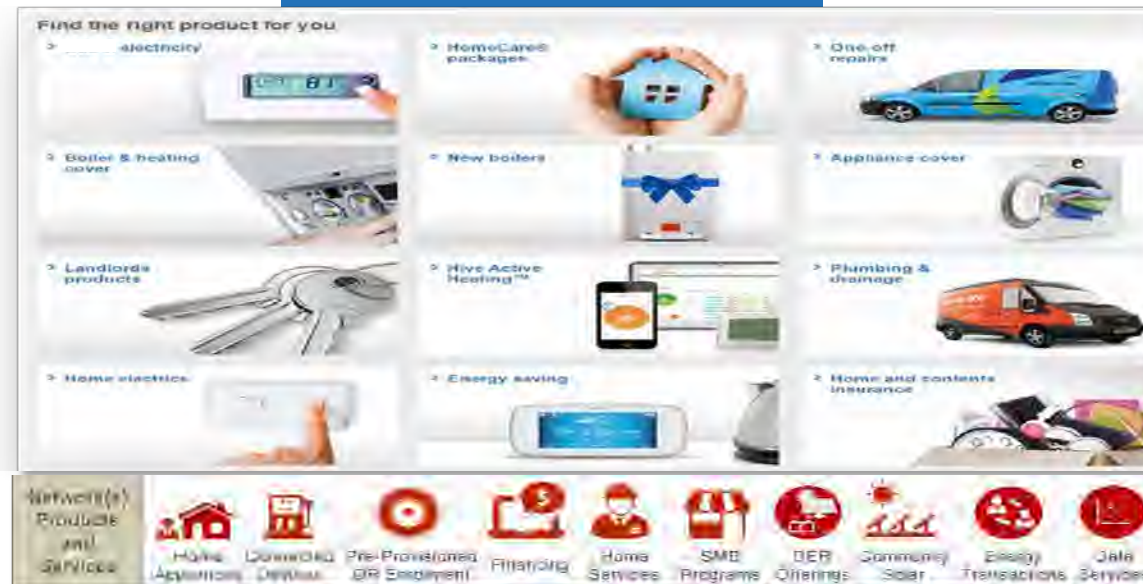 Find the right product for you
> electricity
> HomeCare®
packages
> One-off
repairs
> Boiler & heating
cover
> New boilers
> Appliance cover
> Landlords
products
> Hive Active
Heating™
> Plumbing &
drainage
> Home electrics
> Energy saving
> Home and contents
insurance
Network(s)
Products
and
Services
Home
Appliances
Connected
Devices
Pre-Provisioned
DR Enrollment
Financing
Home
Services
SMB
Programs
DER
Offerings
Community
Solar
Energy
Transactions
Data
Services